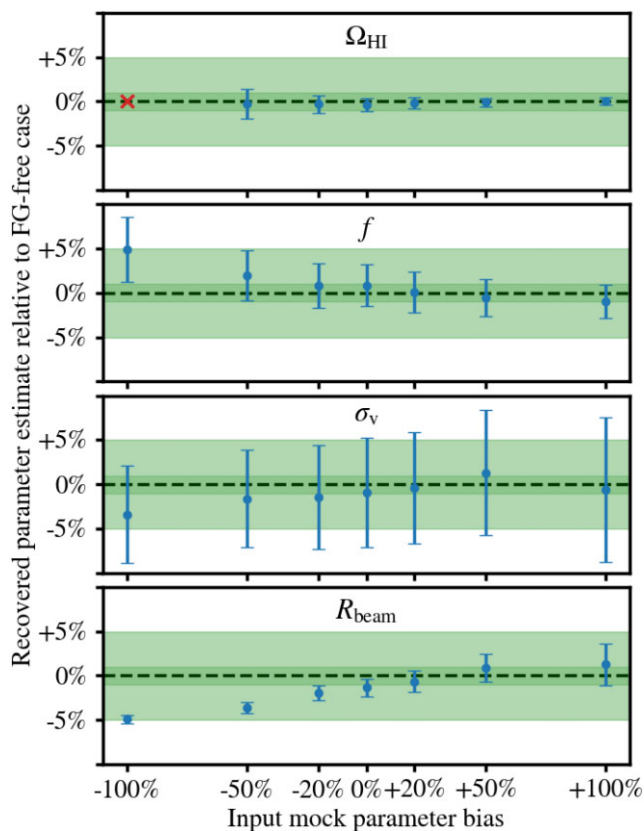 Recovered parameter estimate relative to FG-free case
Ω_HI
+5%
0%
-5%
f
+5%
0%
-5%
σ_v
+5%
0%
-5%
R_beam
+5%
0%
-5%
-100% -50% -20% 0% +20% +50% +100%
Input mock parameter bias